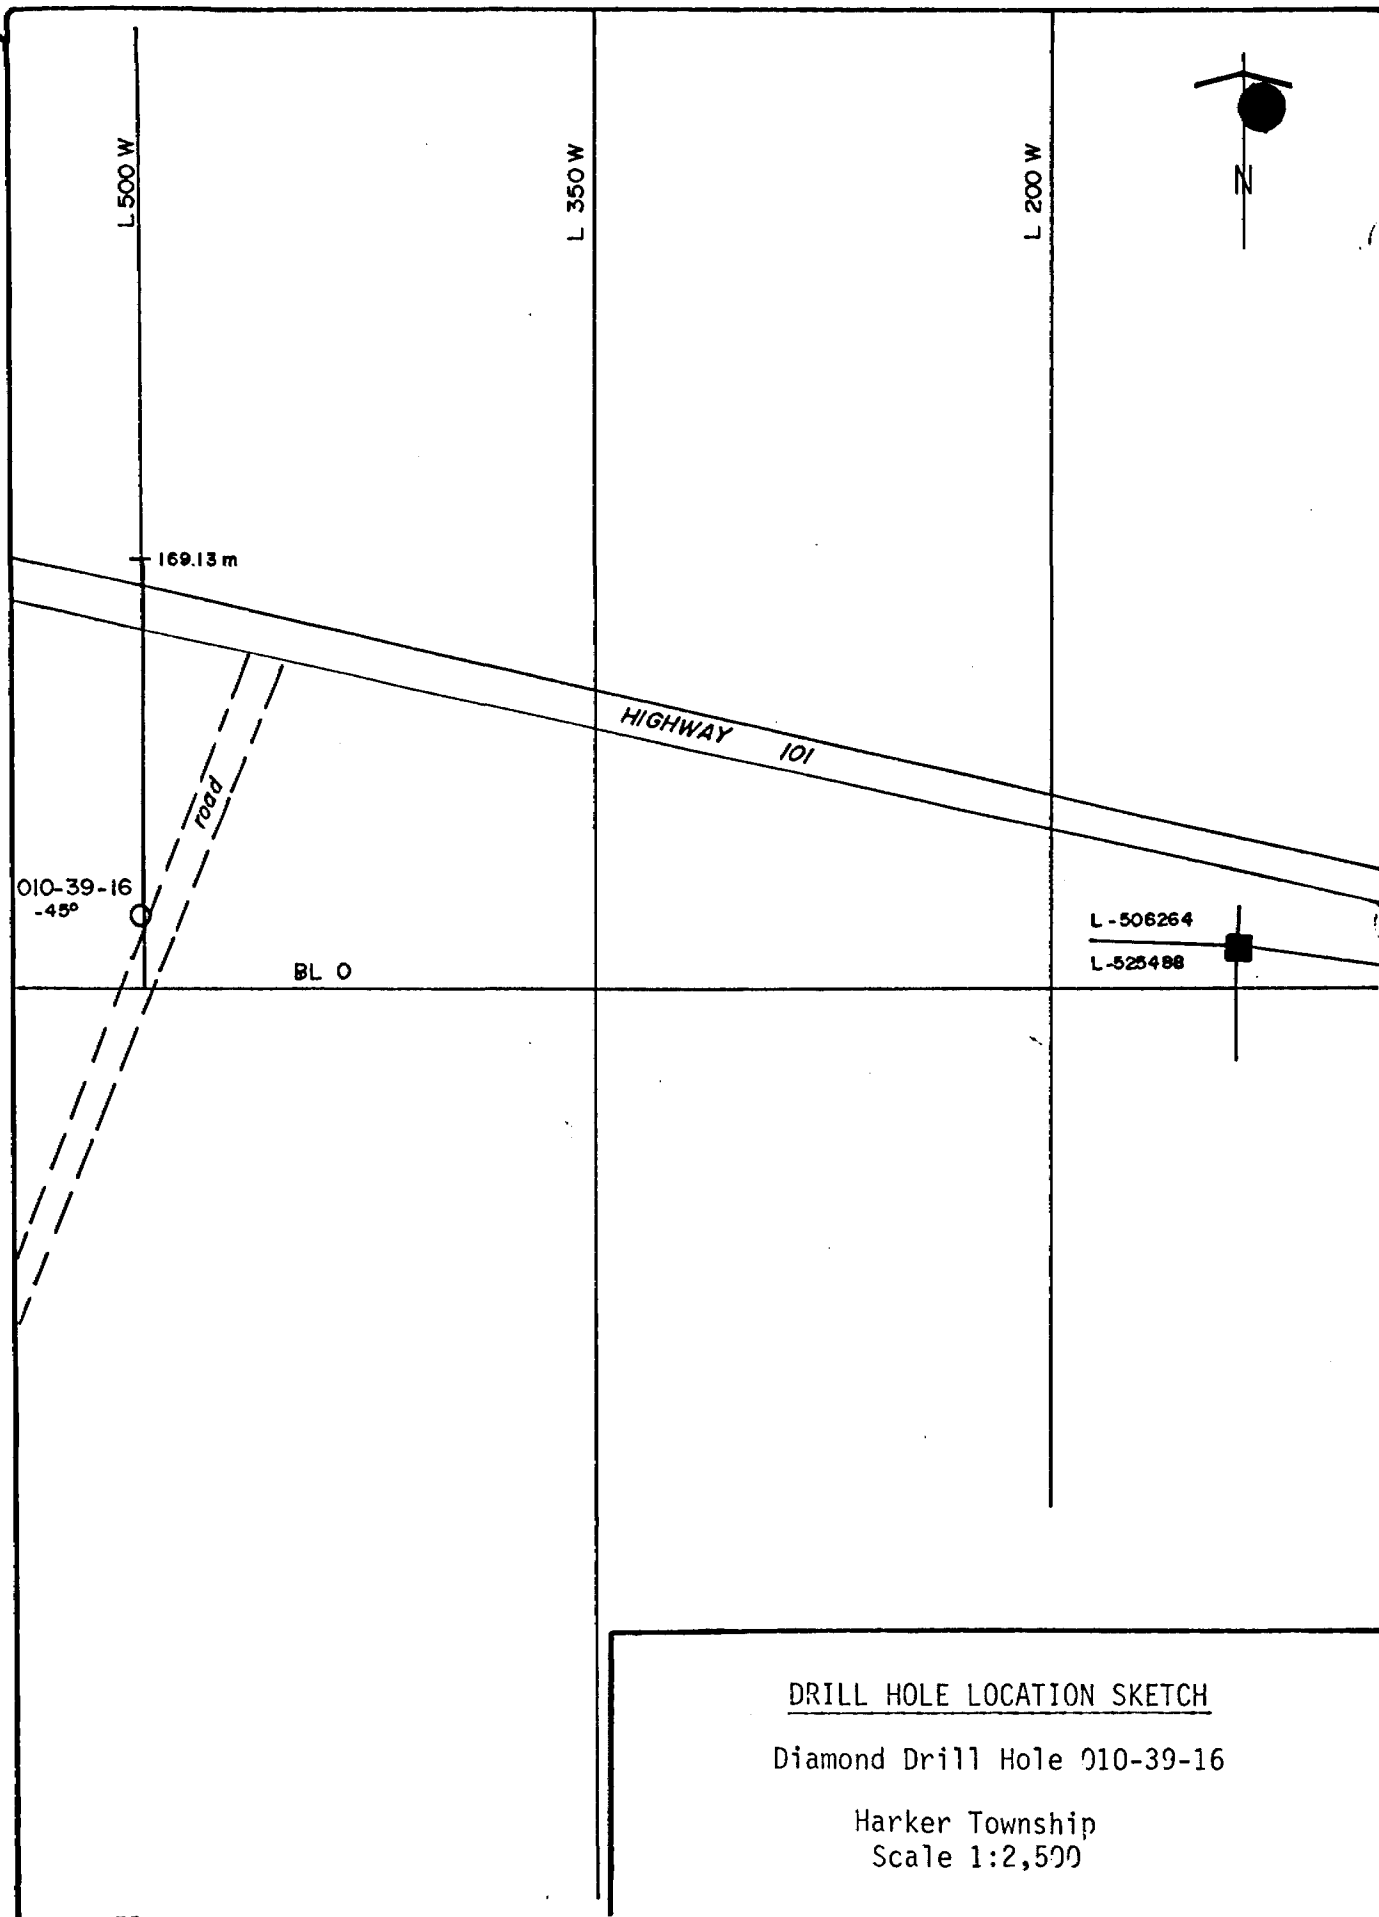 L 500 W
L 350 W
L 200 W
N
169.13 m
HIGHWAY 101
road
010-39-16
-45°
L-506264
L-525488
BL 0
DRILL HOLE LOCATION SKETCH
Diamond Drill Hole 010-39-16
Harker Township
Scale 1:2,500